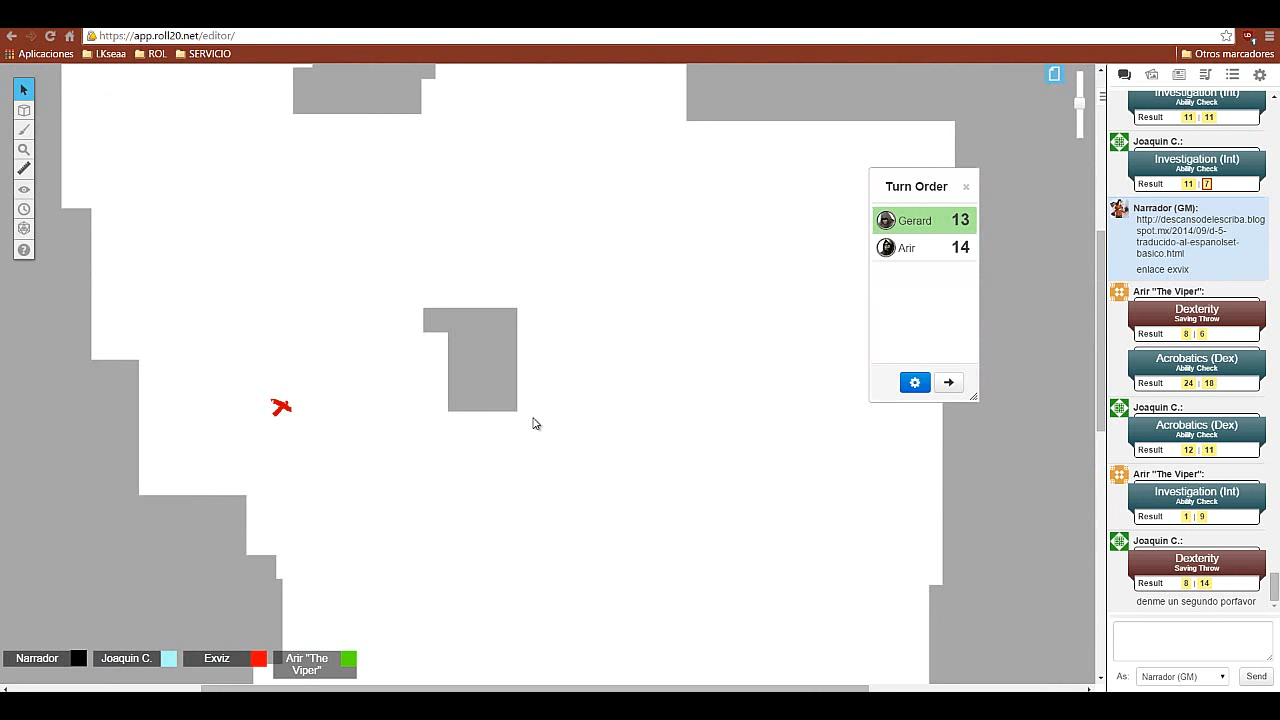 https://app.roll20.net/editor/
Aplicaciones LKseaa ROL SERVICIO Otros marcadores
Turn Order ×
Gerard 13
Arir 14
Narrador Joaquin C. Exviz Arir "The Viper"
Investigation (Int)
Ability Check
Result 11 | 11
Joaquin C.:
Investigation (Int)
Ability Check
Result 11 | 7
Narrador (GM):
http://descansodelescriba.blog
spot.mx/2014/09/d-5-
traducido-al-espanolset-
basico.html
enlace exvix
Arir "The Viper":
Dexterity
Saving Throw
Result 8 | 6
Acrobatics (Dex)
Ability Check
Result 24 | 18
Joaquin C.:
Acrobatics (Dex)
Ability Check
Result 12 | 11
Arir "The Viper":
Investigation (Int)
Ability Check
Result 1 | 9
Joaquin C.:
Dexterity
Saving Throw
Result 8 | 14
denme un segundo porfavor
As: Narrador (GM) Send